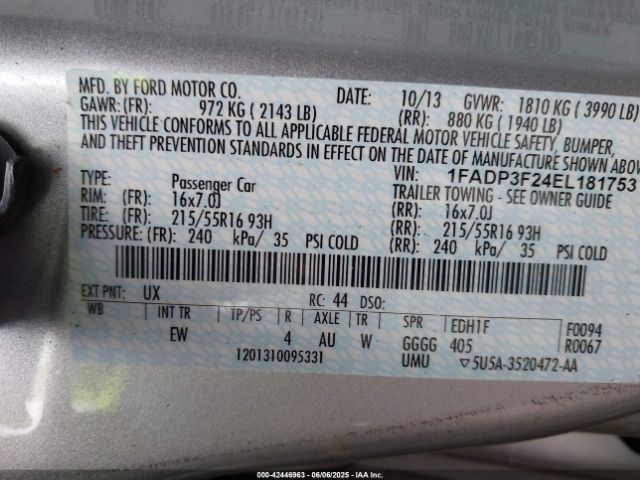 MFD. BY FORD MOTOR CO. DATE: 10/13 GVWR: 1810 KG ( 3990 LB)
GAWR: (FR): 972 KG ( 2143 LB) (RR): 880 KG ( 1940 LB)
THIS VEHICLE CONFORMS TO ALL APPLICABLE FEDERAL MOTOR VEHICLE SAFETY, BUMPER,
AND THEFT PREVENTION STANDARDS IN EFFECT ON THE DATE OF MANUFACTURE SHOWN ABOVE
VIN: 1FADP3F24EL181753
TYPE: Passenger Car TRAILER TOWING - SEE OWNER GUIDE
RIM: (FR): 16x7.0J (RR): 16x7.0J
TIRE: (FR): 215/55R16 93H (RR): 215/55R16 93H
PRESSURE: (FR): 240 kPa/ 35 PSI COLD (RR): 240 kPa/ 35 PSI COLD
EXT PNT: UX RC: 44 DSO:
WB INT TR TP/PS R AXLE TR SPR EDH1F F0094
EW 4 AU W GGGG 405 R0067
1201310095331 UMU ▽5U5A-3520472-AA
000-42446963 - 06/06/2025 - IAA Inc.